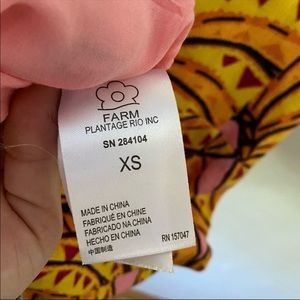 FARM
PLANTAGE RIO INC
SN 284104
XS
MADE IN CHINA
FABRIQUÉ EN CHINE
FABRICADO NA CHINA
HECHO EN CHINA
中国制造
RN 157047